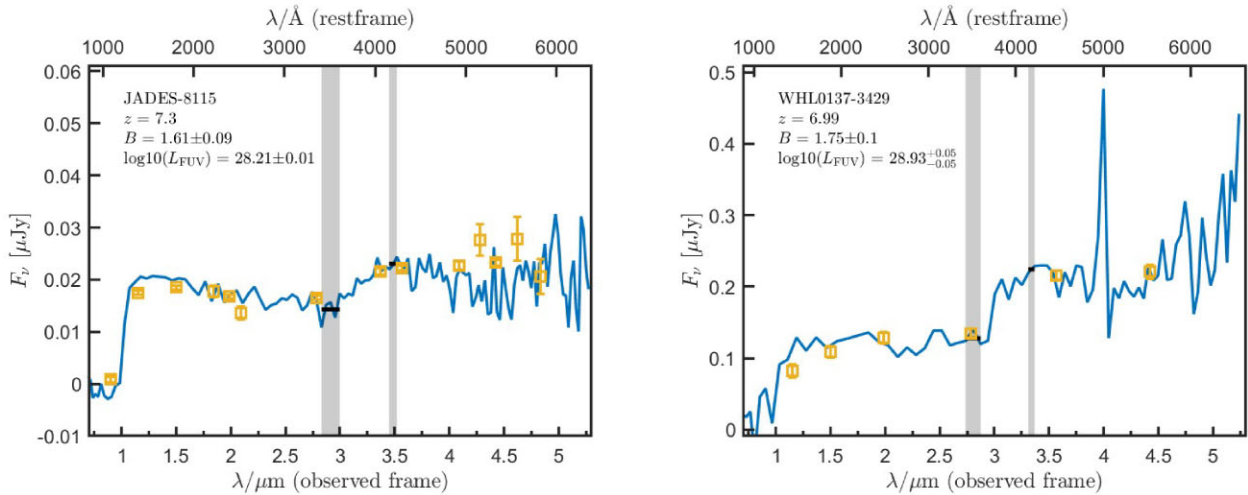 λ/Å (restframe)
1000 2000 3000 4000 5000 6000
0.06
0.05
0.04
0.03
0.02
0.01
0
-0.01
Fν [μJy]
JADES-8115
z = 7.3
B = 1.61±0.09
log10(L_FUV) = 28.21±0.01
1 1.5 2 2.5 3 3.5 4 4.5 5
λ/μm (observed frame)
λ/Å (restframe)
1000 2000 3000 4000 5000 6000
0.5
0.4
0.3
0.2
0.1
0
Fν [μJy]
WHL0137-3429
z = 6.99
B = 1.75±0.1
log10(L_FUV) = 28.93^{+0.05}_{-0.05}
1 1.5 2 2.5 3 3.5 4 4.5 5
λ/μm (observed frame)